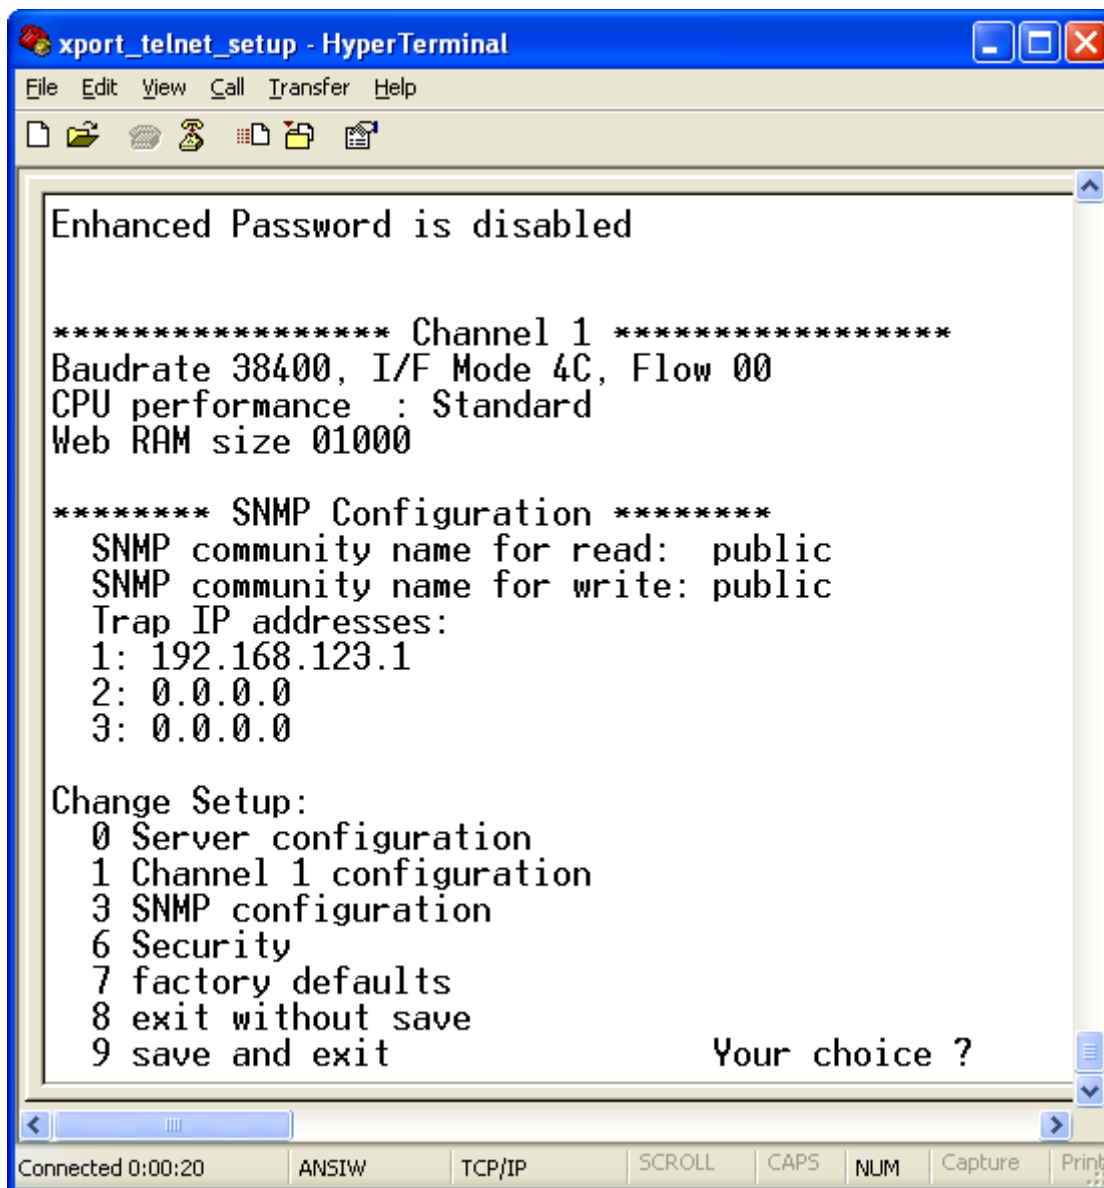 xport_telnet_setup - HyperTerminal
File Edit View Call Transfer Help
Enhanced Password is disabled
***************** Channel 1 *****************
Baudrate 38400, I/F Mode 4C, Flow 00
CPU performance  : Standard
Web RAM size 01000
******** SNMP Configuration ********
SNMP community name for read:  public
SNMP community name for write: public
Trap IP addresses:
1: 192.168.123.1
2: 0.0.0.0
3: 0.0.0.0
Change Setup:
0 Server configuration
1 Channel 1 configuration
3 SNMP configuration
6 Security
7 factory defaults
8 exit without save
9 save and exit Your choice ?
Connected 0:00:20 ANSIW TCP/IP SCROLL CAPS NUM Capture Print